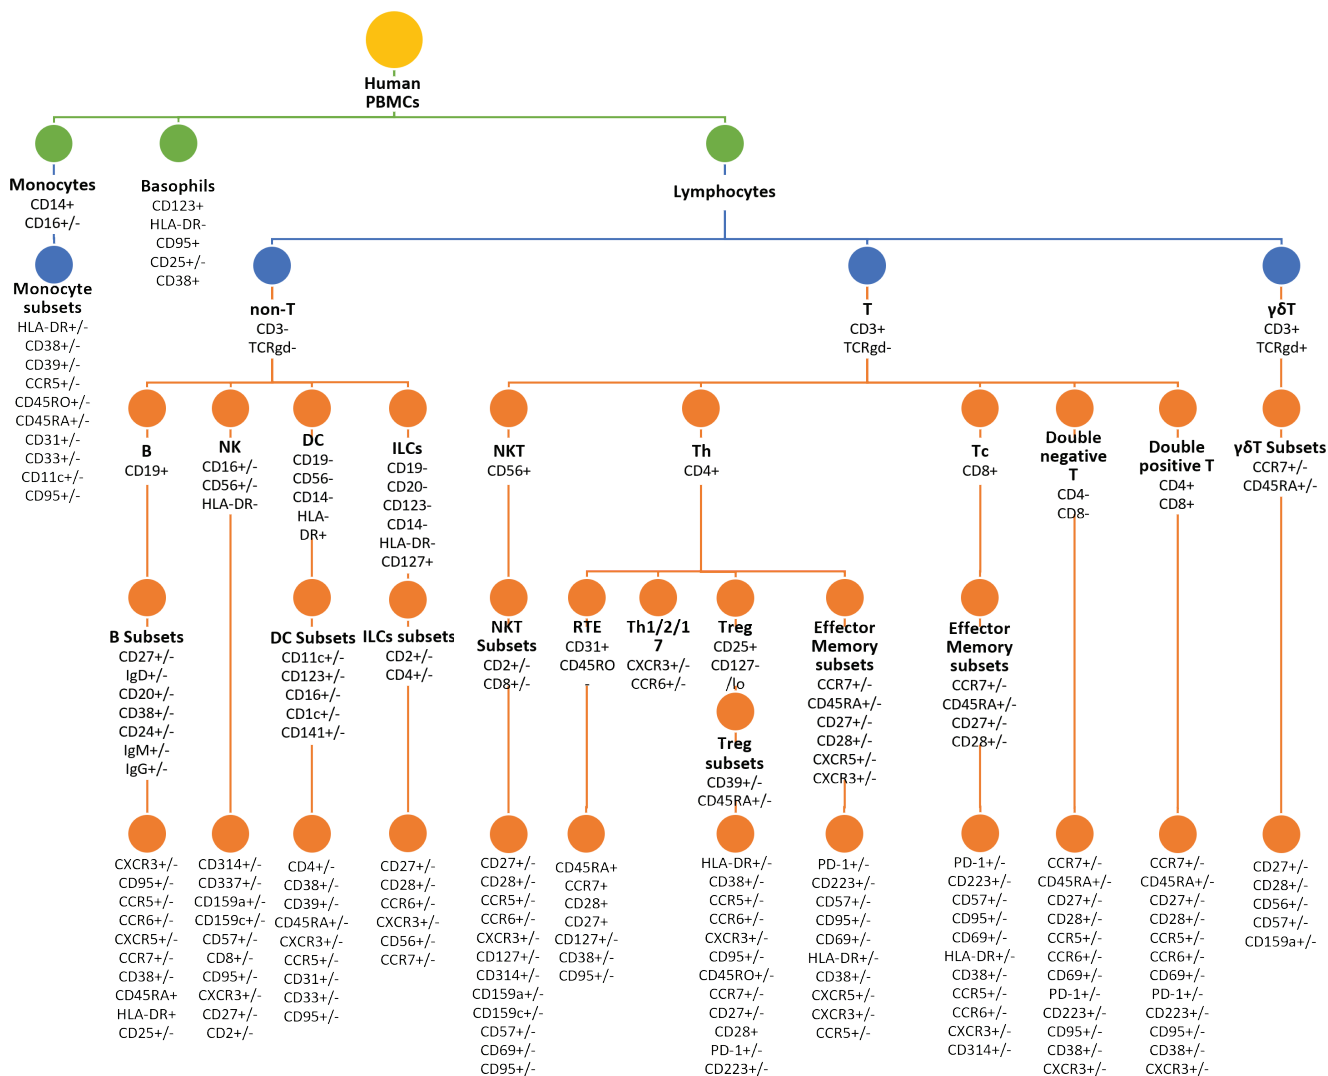 Human
PBMCs
Monocytes
CD14+
CD16+/-
Monocyte
subsets
HLA-DR+/-
CD38+/-
CD39+/-
CCR5+/-
CD45RO+/-
CD45RA+/-
CD31+/-
CD33+/-
CD11c+/-
CD95+/-
Basophils
CD123+
HLA-DR-
CD95+
CD25+/-
CD38+
Lymphocytes
non-T
CD3-
TCRgd-
T
CD3+
TCRgd-
γδT
CD3+
TCRgd+
B
CD19+
B Subsets
CD27+/-
IgD+/-
CD20+/-
CD38+/-
CD24+/-
IgM+/-
IgG+/-
CXCR3+/-
CD95+/-
CCR5+/-
CCR6+/-
CXCR5+/-
CCR7+/-
CD38+/-
CD45RA+
HLA-DR+
CD25+/-
NK
CD16+/-
CD56+/-
HLA-DR-
CD314+/-
CD337+/-
CD159a+/-
CD159c+/-
CD57+/-
CD8+/-
CD95+/-
CXCR3+/-
CD27+/-
CD2+/-
DC
CD19-
CD56-
CD14-
HLA-
DR+
DC Subsets
CD11c+/-
CD123+/-
CD16+/-
CD1c+/-
CD141+/-
CD4+/-
CD38+/-
CD39+/-
CD45RA+/-
CXCR3+/-
CCR5+/-
CD31+/-
CD33+/-
CD95+/-
ILCs
CD19-
CD20-
CD123-
CD14-
HLA-DR-
CD127+
ILCs subsets
CD2+/-
CD4+/-
CD27+/-
CD28+/-
CCR6+/-
CXCR3+/-
CD56+/-
CCR7+/-
NKT
CD56+
NKT
Subsets
CD2+/-
CD8+/-
CD27+/-
CD28+/-
CCR5+/-
CCR6+/-
CXCR3+/-
CD127+/-
CD314+/-
CD159a+/-
CD159c+/-
CD57+/-
CD69+/-
CD95+/-
Th
CD4+
RTE
CD31+
CD45RO
-
CD45RA+
CCR7+
CD28+
CD27+
CD127+/-
CD38+/-
CD95+/-
Th1/2/1
7
CXCR3+/-
CCR6+/-
Treg
CD25+
CD127-
/lo
Treg
subsets
CD39+/-
CD45RA+/-
HLA-DR+/-
CD38+/-
CCR5+/-
CCR6+/-
CXCR3+/-
CD95+/-
CD45RO+/-
CCR7+/-
CD27+/-
CD28+
PD-1+/-
CD223+/-
Effector
Memory
subsets
CCR7+/-
CD45RA+/-
CD27+/-
CD28+/-
CXCR5+/-
CXCR3+/-
PD-1+/-
CD223+/-
CD57+/-
CD95+/-
CD69+/-
HLA-DR+/-
CD38+/-
CXCR5+/-
CXCR3+/-
CCR5+/-
Tc
CD8+
Effector
Memory
subsets
CCR7+/-
CD45RA+/-
CD27+/-
CD28+/-
PD-1+/-
CD223+/-
CD57+/-
CD95+/-
CD69+/-
HLA-DR+/-
CD38+/-
CCR5+/-
CCR6+/-
CXCR3+/-
CD314+/-
Double
negative
T
CD4-
CD8-
CCR7+/-
CD45RA+/-
CD27+/-
CD28+/-
CCR5+/-
CCR6+/-
CD69+/-
PD-1+/-
CD223+/-
CD95+/-
CD38+/-
CXCR3+/-
Double
positive T
CD4+
CD8+
CCR7+/-
CD45RA+/-
CD27+/-
CD28+/-
CCR5+/-
CCR6+/-
CD69+/-
PD-1+/-
CD223+/-
CD95+/-
CD38+/-
CXCR3+/-
γδT Subsets
CCR7+/-
CD45RA+/-
CD27+/-
CD28+/-
CD56+/-
CD57+/-
CD159a+/-